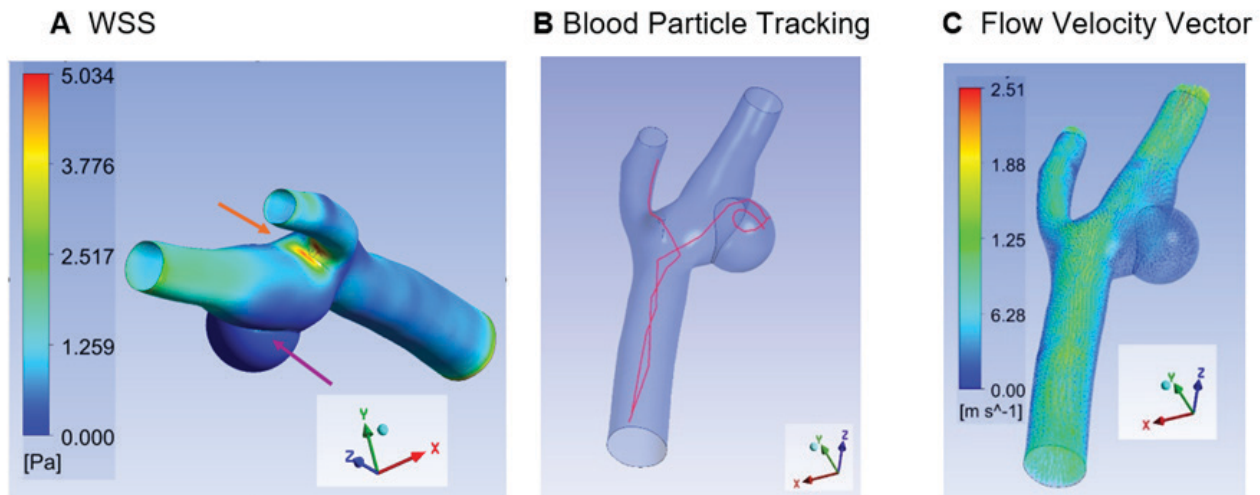 A WSS
5.034
3.776
2.517
1.259
0.000
[Pa]
Y
Z
X
B Blood Particle Tracking
Y
Z
X
C Flow Velocity Vector
2.51
1.88
1.25
6.28
0.00
[m s^-1]
Y
Z
X